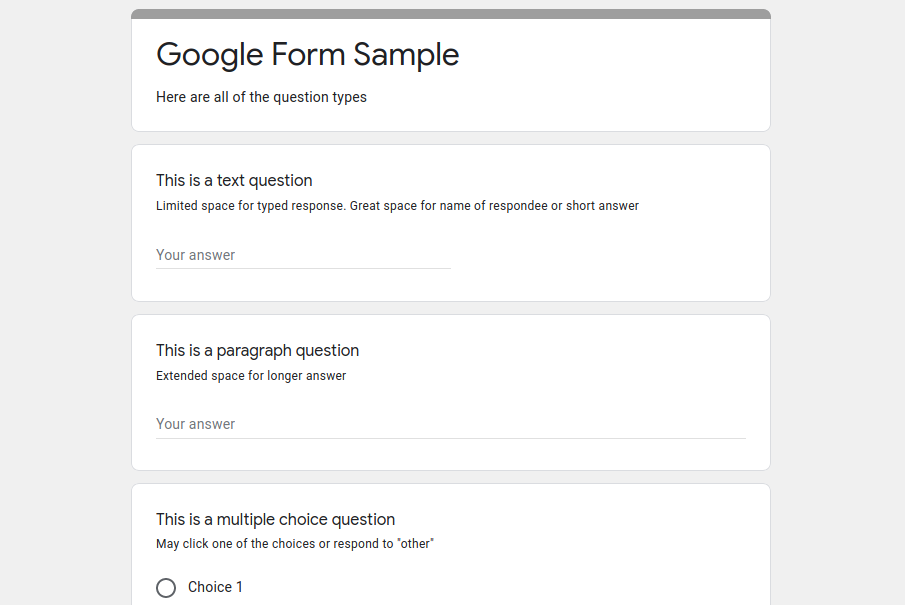 Google Form Sample
Here are all of the question types
This is a text question
Limited space for typed response. Great space for name of respondee or short answer
Your answer
This is a paragraph question
Extended space for longer answer
Your answer
This is a multiple choice question
May click one of the choices or respond to "other"
Choice 1